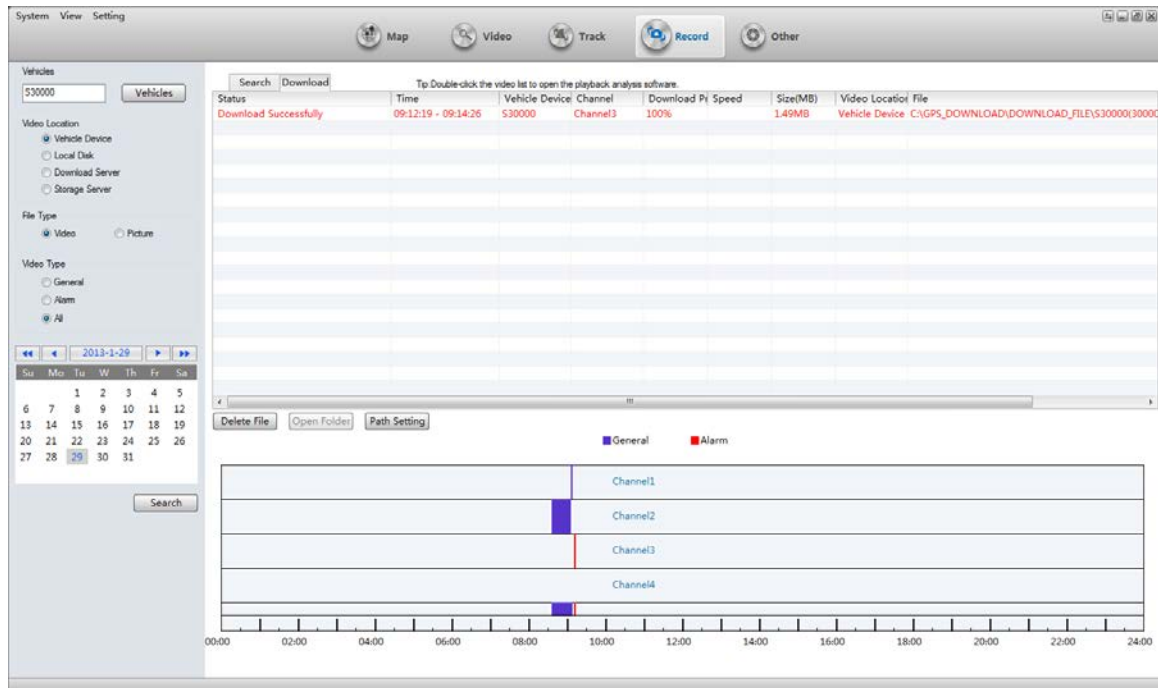 System View Setting
Map Video Track Record Other
Vehicles
S30000 Vehicles
Video Location
Vehicle Device
Local Disk
Download Server
Storage Server
File Type
Video Picture
Video Type
General
Alarm
All
2013-1-29
Su Mo Tu W Th Fr Sa
1 2 3 4 5
6 7 8 9 10 11 12
13 14 15 16 17 18 19
20 21 22 23 24 25 26
27 28 29 30 31
Search
Search Download Tip:Double-click the video list to open the playback analysis software.
Status Time Vehicle Device Channel Download Pr Speed Size(MB) Video Location File
Download Successfully 09:12:19 - 09:14:26 S30000 Channel3 100% 1.49MB Vehicle Device C:\GPS_DOWNLOAD\DOWNLOAD_FILE\S30000(30000
Delete File Open Folder Path Setting
General Alarm
Channel1
Channel2
Channel3
Channel4
00:00 02:00 04:00 06:00 08:00 10:00 12:00 14:00 16:00 18:00 20:00 22:00 24:00